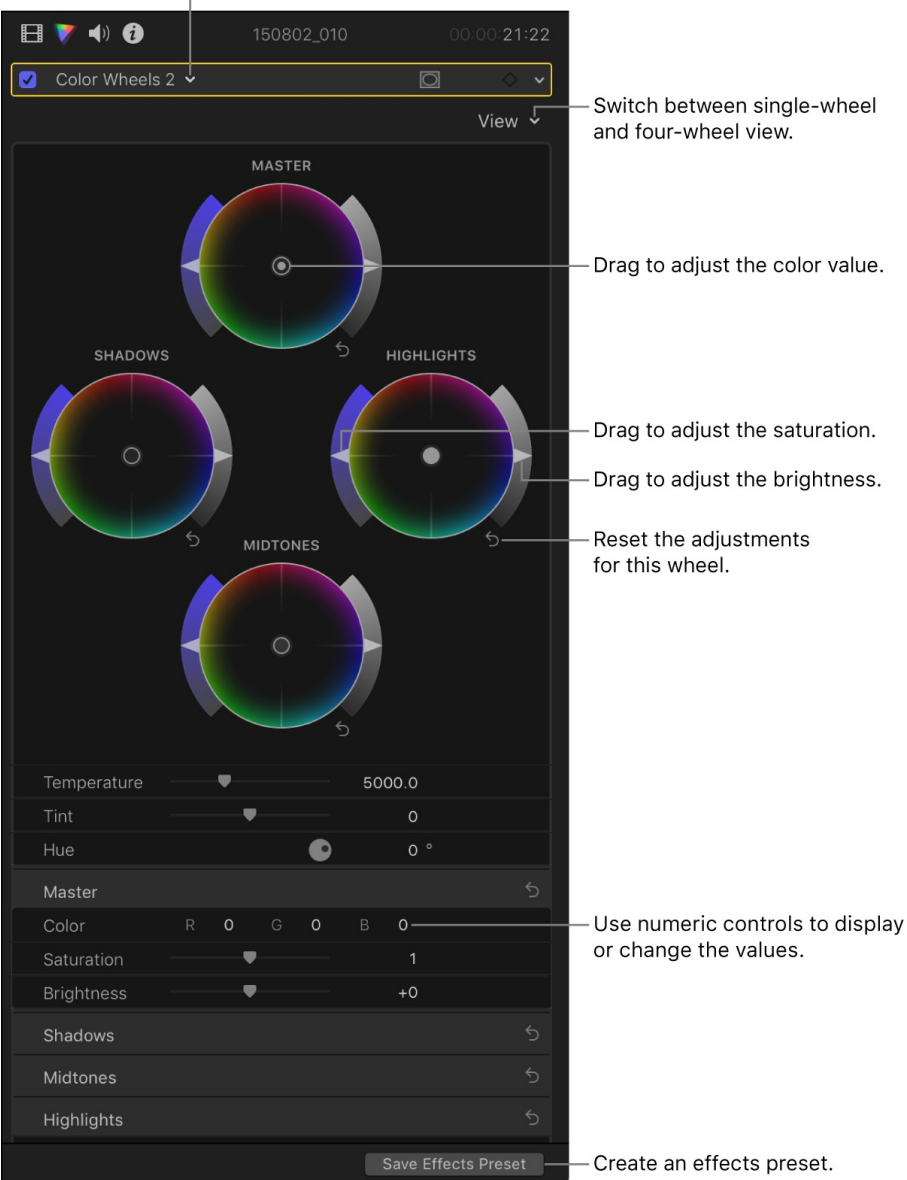 150802_010 00:00:21:22
Color Wheels 2
View
Switch between single-wheel
and four-wheel view.
MASTER
Drag to adjust the color value.
SHADOWS
HIGHLIGHTS
Drag to adjust the saturation.
Drag to adjust the brightness.
Reset the adjustments
for this wheel.
MIDTONES
Temperature 5000.0
Tint 0
Hue 0 °
Master
Color R 0 G 0 B 0
Use numeric controls to display
or change the values.
Saturation 1
Brightness +0
Shadows
Midtones
Highlights
Save Effects Preset
Create an effects preset.